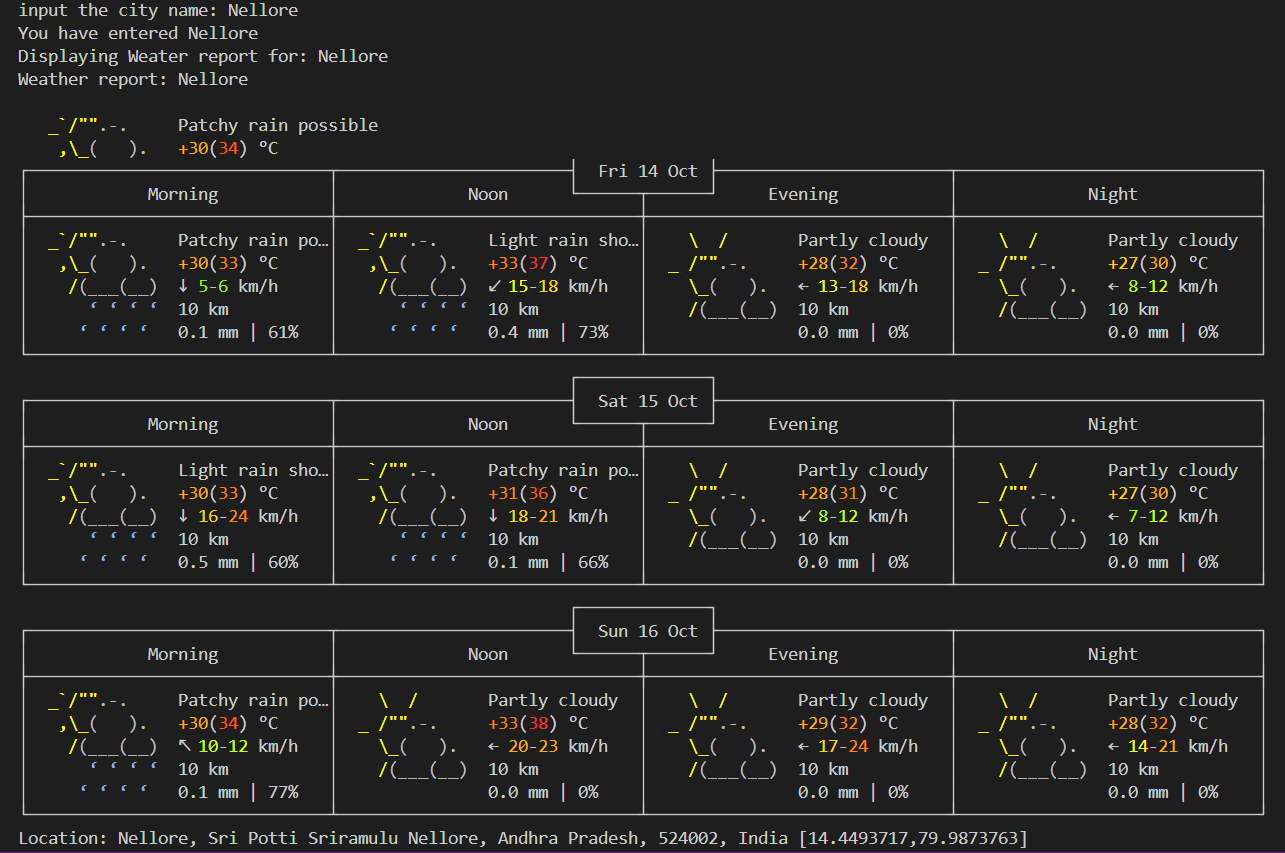 input the city name: Nellore
You have entered Nellore
Displaying Weater report for: Nellore
Weather report: Nellore
Patchy rain possible
+30(34) °C
Fri 14 Oct
Morning Noon Evening Night
Patchy rain po… Light rain sho… Partly cloudy Partly cloudy
+30(33) °C +33(37) °C +28(32) °C +27(30) °C
↓ 5-6 km/h ↙ 15-18 km/h ← 13-18 km/h ← 8-12 km/h
10 km 10 km 10 km 10 km
0.1 mm | 61% 0.4 mm | 73% 0.0 mm | 0% 0.0 mm | 0%
Sat 15 Oct
Morning Noon Evening Night
Light rain sho… Patchy rain po… Partly cloudy Partly cloudy
+30(33) °C +31(36) °C +28(31) °C +27(30) °C
↓ 16-24 km/h ↓ 18-21 km/h ↙ 8-12 km/h ← 7-12 km/h
10 km 10 km 10 km 10 km
0.5 mm | 60% 0.1 mm | 66% 0.0 mm | 0% 0.0 mm | 0%
Sun 16 Oct
Morning Noon Evening Night
Patchy rain po… Partly cloudy Partly cloudy Partly cloudy
+30(34) °C +33(38) °C +29(32) °C +28(32) °C
↖ 10-12 km/h ← 20-23 km/h ← 17-24 km/h ← 14-21 km/h
10 km 10 km 10 km 10 km
0.1 mm | 77% 0.0 mm | 0% 0.0 mm | 0% 0.0 mm | 0%
Location: Nellore, Sri Potti Sriramulu Nellore, Andhra Pradesh, 524002, India [14.4493717,79.9873763]